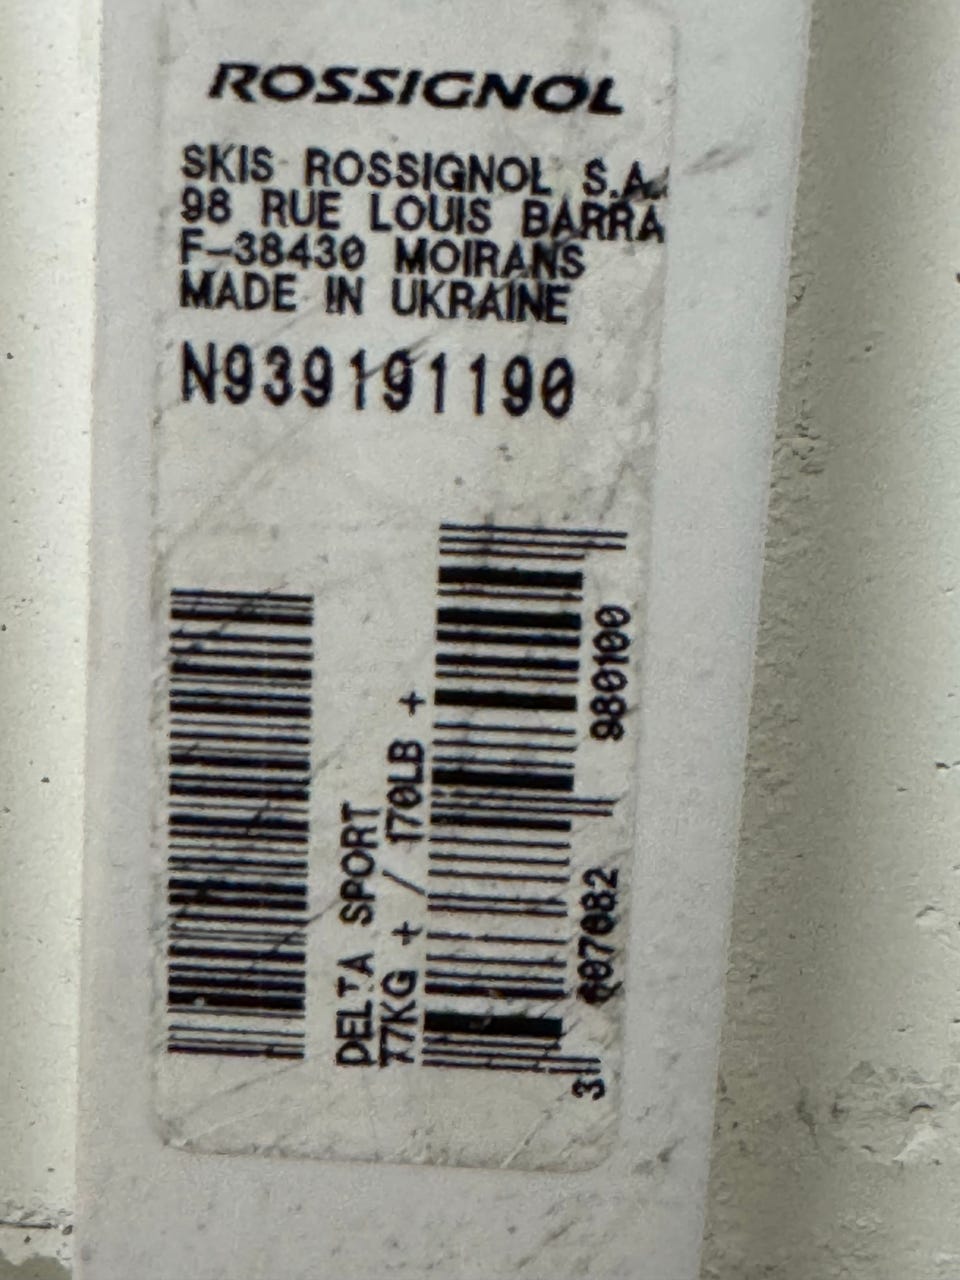 ROSSIGNOL
SKIS ROSSIGNOL S.A.
98 RUE LOUIS BARRA
F-38430 MOIRANS
MADE IN UKRAINE
N939191190
DELTA SPORT
77KG + / 170LB +
3 607682 980100